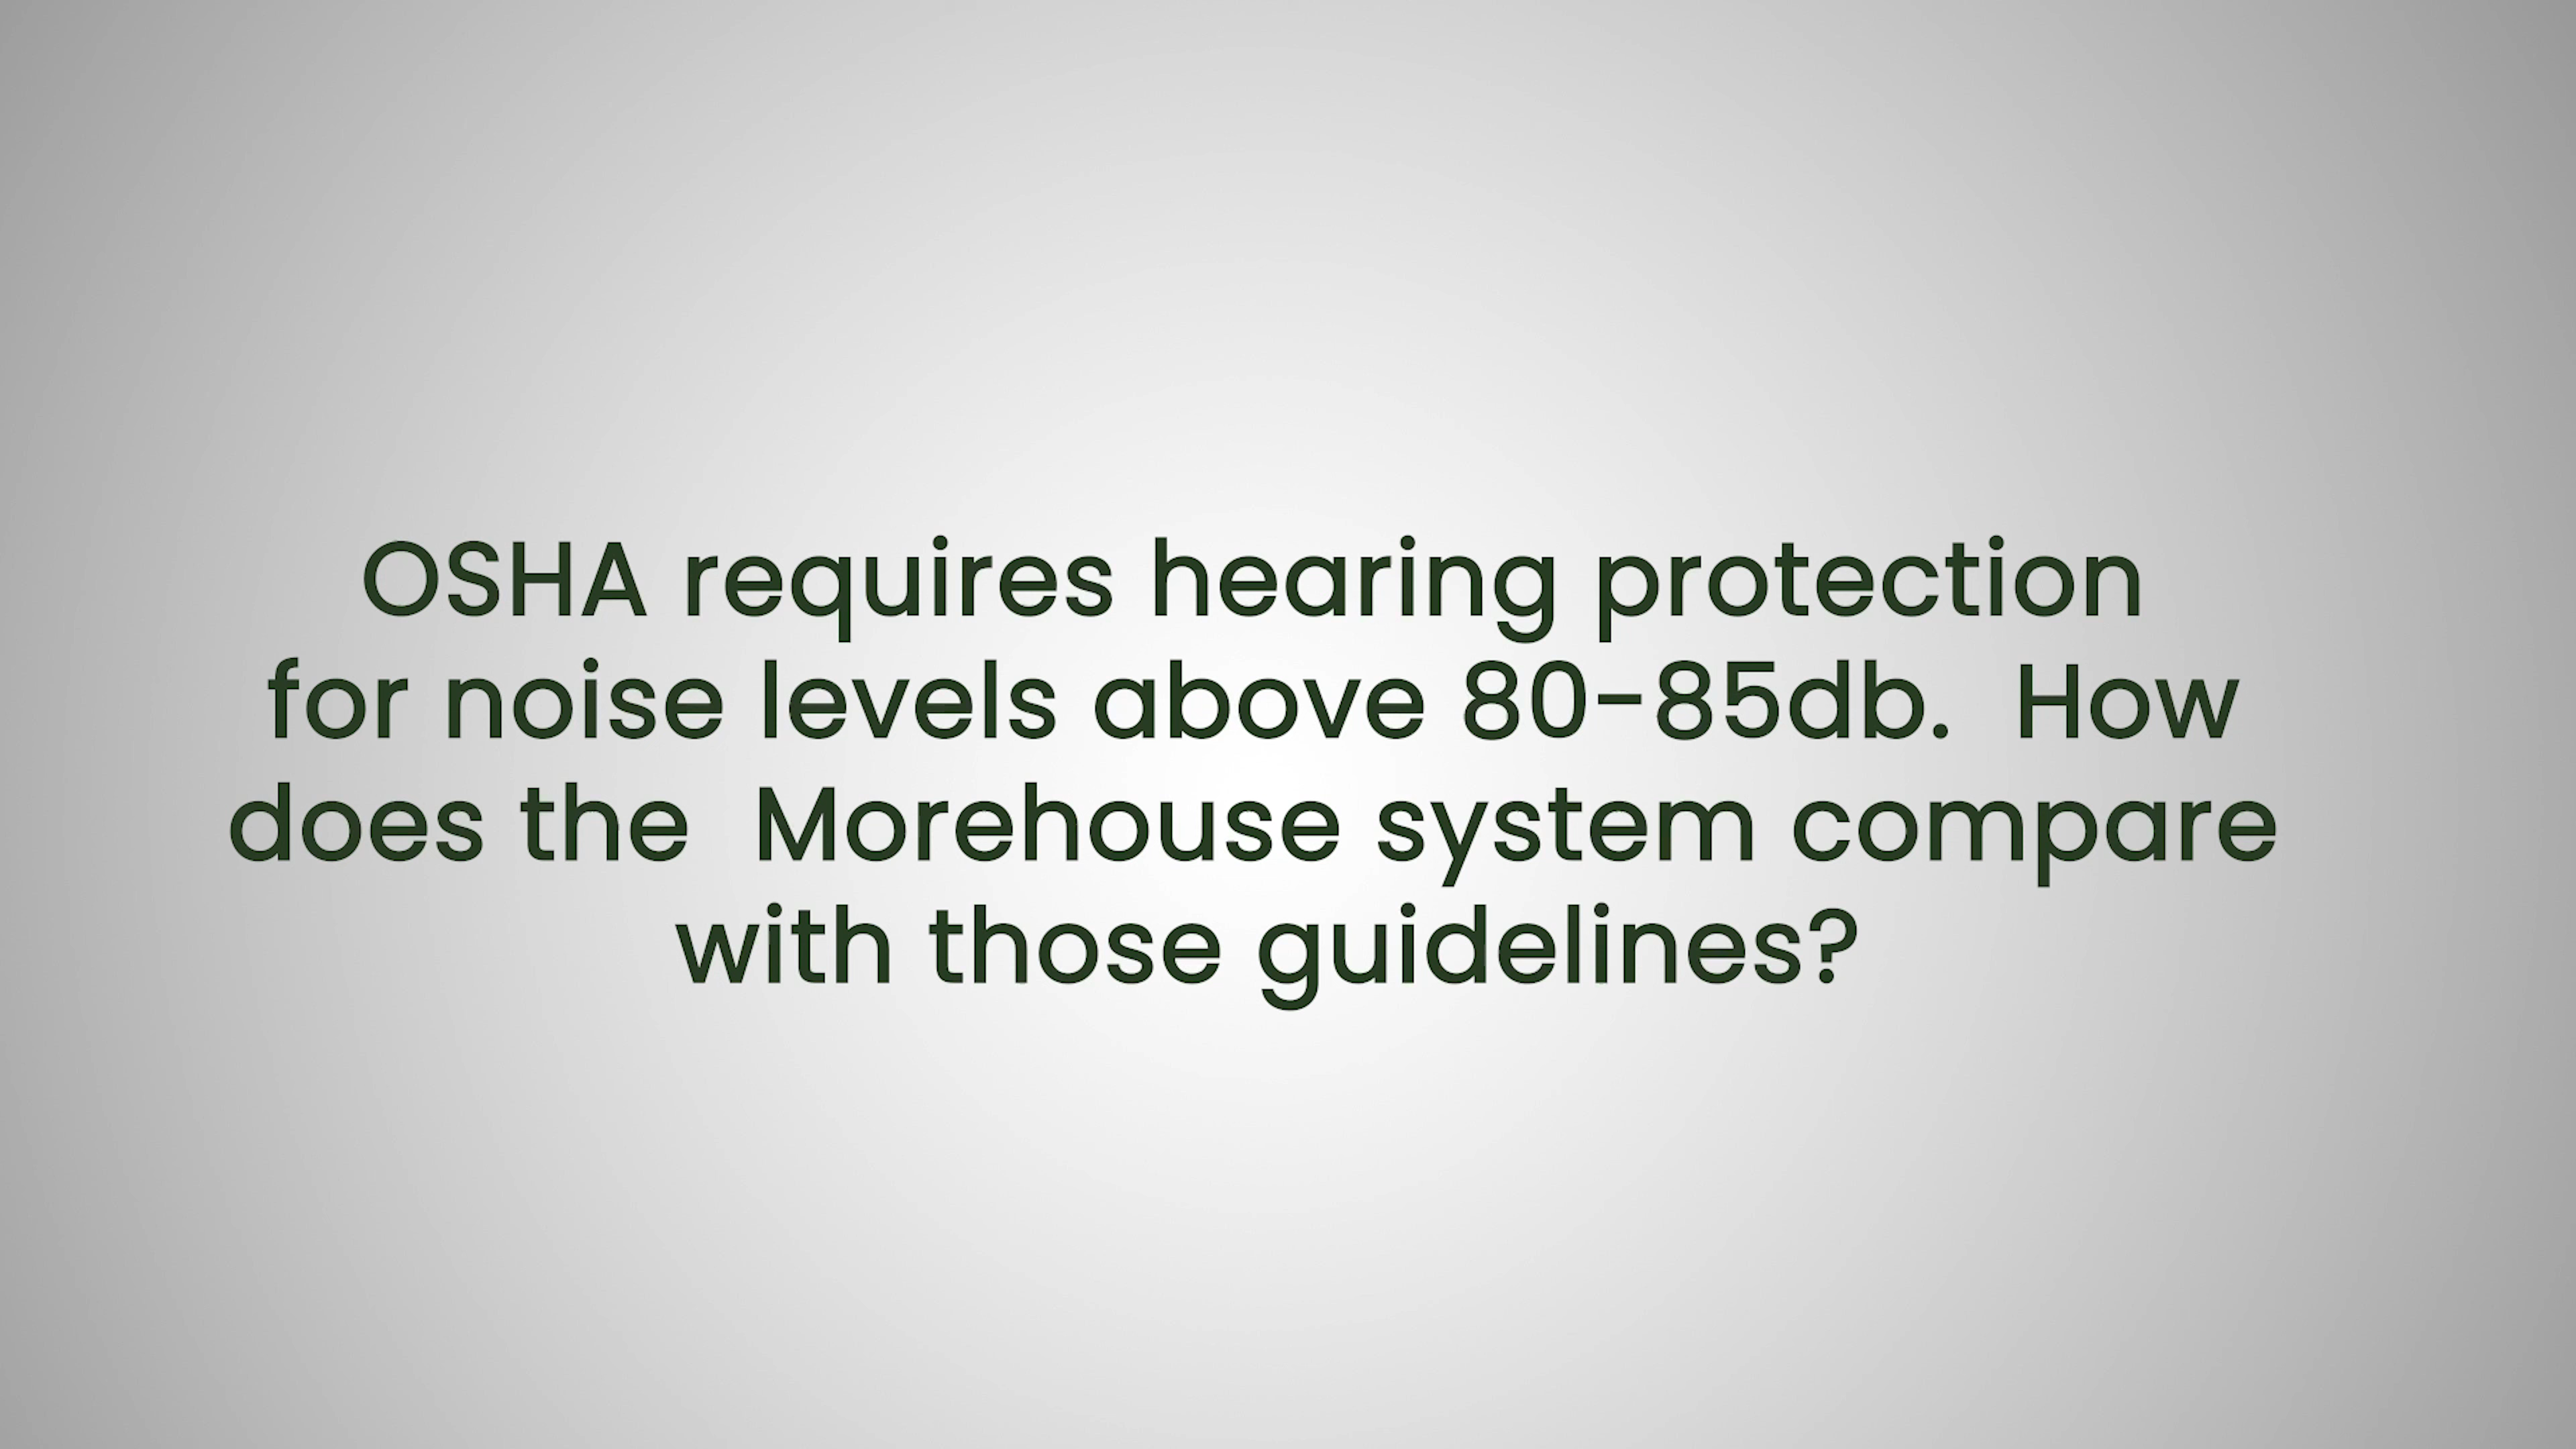 OSHA requires hearing protection
for noise levels above 80-85db.  How
does the  Morehouse system compare
with those guidelines?